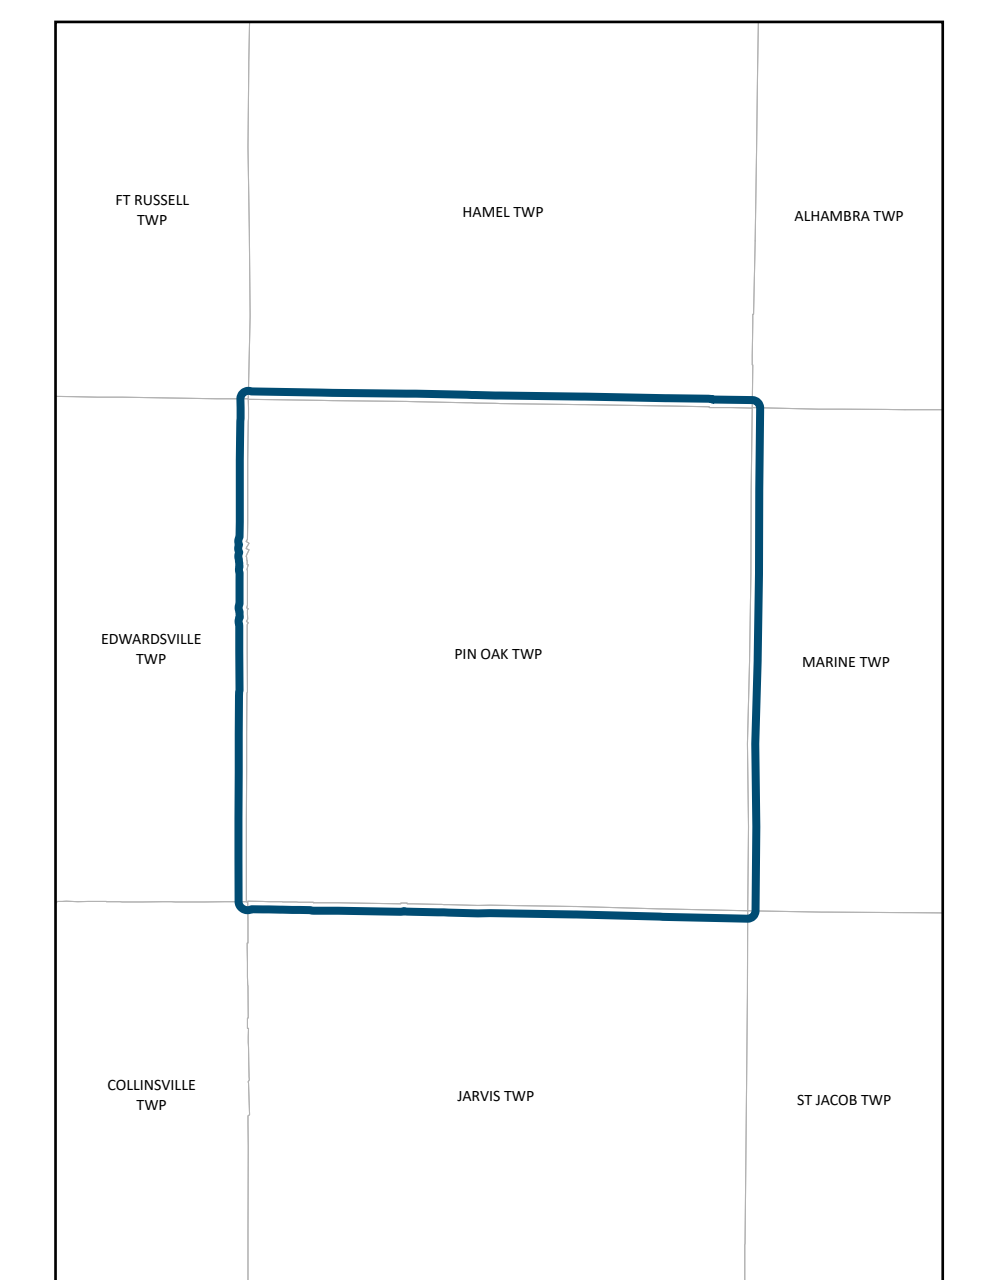 FT RUSSELL
TWP
HAMEL TWP
ALHAMBRA TWP
EDWARDSVILLE
TWP
PIN OAK TWP
MARINE TWP
COLLINSVILLE
TWP
JARVIS TWP
ST JACOB TWP